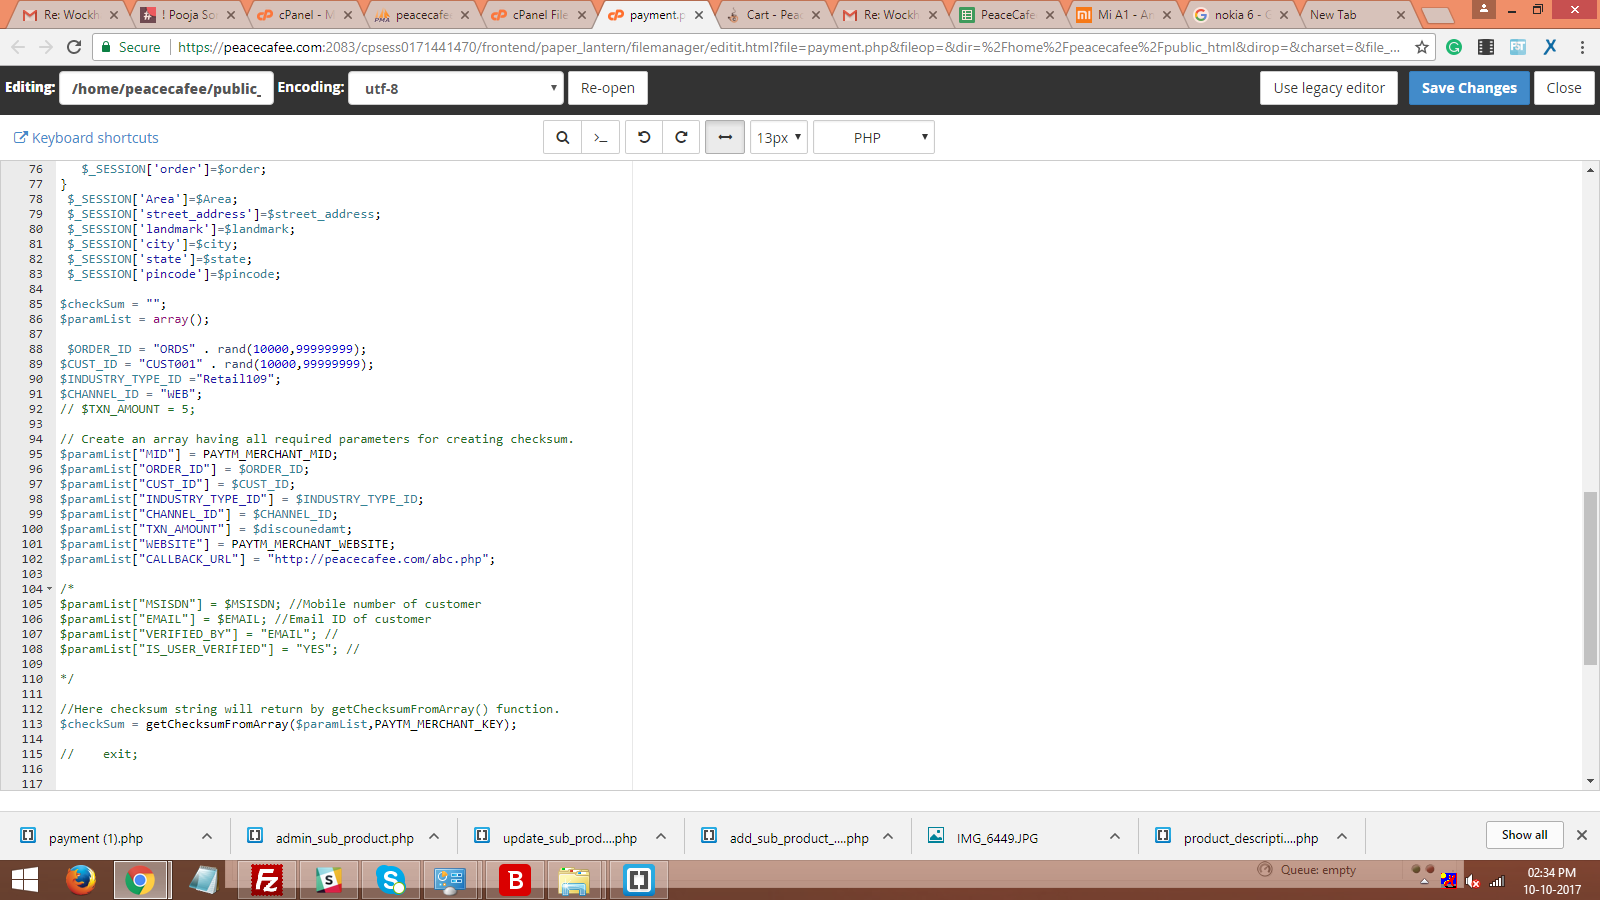 Re: Wockh
! Pooja So
cPanel - M
peacecafe
cPanel File
payment.p
Cart - Peac
Re: Wockh
PeaceCafe
Mi A1 - An
nokia 6 - G
New Tab
Secure
https://peacecafee.com:2083/cpsess0171441470/frontend/paper_lantern/filemanager/editit.html?file=payment.php&fileop=&dir=%2Fhome%2Fpeacecafee%2Fpublic_html&dirop=&charset=&file_...
Editing: /home/peacecafee/public_ Encoding: utf-8 Re-open Use legacy editor Save Changes Close
Keyboard shortcuts 13px PHP
76 $_SESSION['order']=$order;
77 }
78 $_SESSION['Area']=$Area;
79 $_SESSION['street_address']=$street_address;
80 $_SESSION['landmark']=$landmark;
81 $_SESSION['city']=$city;
82 $_SESSION['state']=$state;
83 $_SESSION['pincode']=$pincode;
84
85 $checkSum = "";
86 $paramList = array();
87
88 $ORDER_ID = "ORDS" . rand(10000,99999999);
89 $CUST_ID = "CUST001" . rand(10000,99999999);
90 $INDUSTRY_TYPE_ID ="Retail109";
91 $CHANNEL_ID = "WEB";
92 // $TXN_AMOUNT = 5;
93
94 // Create an array having all required parameters for creating checksum.
95 $paramList["MID"] = PAYTM_MERCHANT_MID;
96 $paramList["ORDER_ID"] = $ORDER_ID;
97 $paramList["CUST_ID"] = $CUST_ID;
98 $paramList["INDUSTRY_TYPE_ID"] = $INDUSTRY_TYPE_ID;
99 $paramList["CHANNEL_ID"] = $CHANNEL_ID;
100 $paramList["TXN_AMOUNT"] = $discounedamt;
101 $paramList["WEBSITE"] = PAYTM_MERCHANT_WEBSITE;
102 $paramList["CALLBACK_URL"] = "http://peacecafee.com/abc.php";
103
104 /*
105 $paramList["MSISDN"] = $MSISDN; //Mobile number of customer
106 $paramList["EMAIL"] = $EMAIL; //Email ID of customer
107 $paramList["VERIFIED_BY"] = "EMAIL"; //
108 $paramList["IS_USER_VERIFIED"] = "YES"; //
109
110 */
111
112 //Here checksum string will return by getChecksumFromArray() function.
113 $checkSum = getChecksumFromArray($paramList,PAYTM_MERCHANT_KEY);
114
115 // exit;
116
117
payment (1).php
admin_sub_product.php
update_sub_prod....php
add_sub_product_....php
IMG_6449.JPG
product_descripti....php
Show all
Queue: empty
02:34 PM
10-10-2017